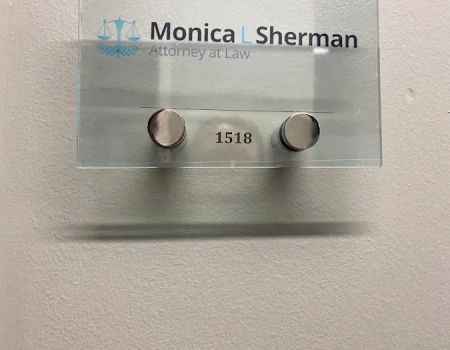 Monica L Sherman
Attorney at Law
1518